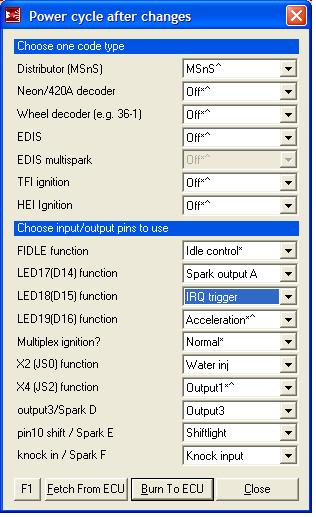 Power cycle after changes
Choose one code type
Distributor (MSnS) MSnS^
Neon/420A decoder Off*^
Wheel decoder (e.g. 36-1) Off*^
EDIS Off*^
EDIS multispark Off*^
TFI ignition Off*^
HEI Ignition Off*^
Choose input/output pins to use
FIDLE function Idle control*
LED17(D14) function Spark output A
LED18(D15) function IRQ trigger
LED19(D16) function Acceleration*^
Multiplex ignition? Normal*
X2 (JS0) function Water inj
X4 (JS2) function Output1*^
output3/Spark D Output3
pin10 shift / Spark E Shiftlight
knock in / Spark F Knock input
F1 Fetch From ECU Burn To ECU Close